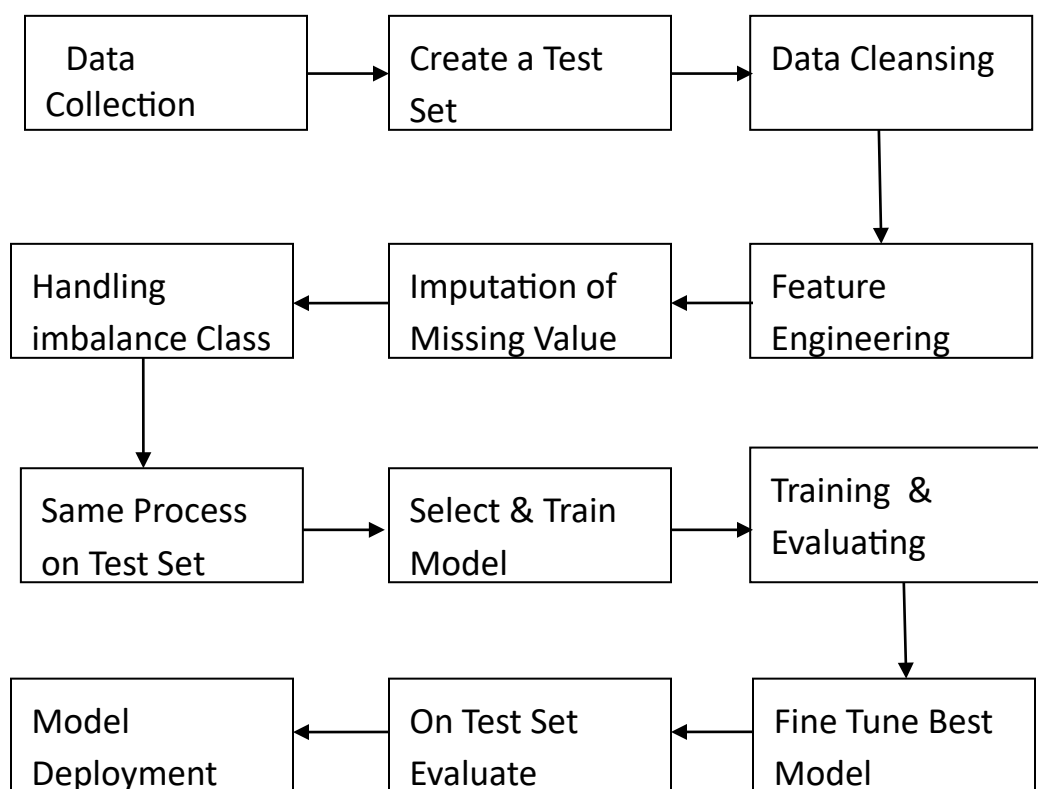 Data
Collection
Create a Test
Set
Data Cleansing
Feature
Engineering
Imputation of
Missing Value
Handling
imbalance Class
Same Process
on Test Set
Select & Train
Model
Training &
Evaluating
Fine Tune Best
Model
On Test Set
Evaluate
Model
Deployment